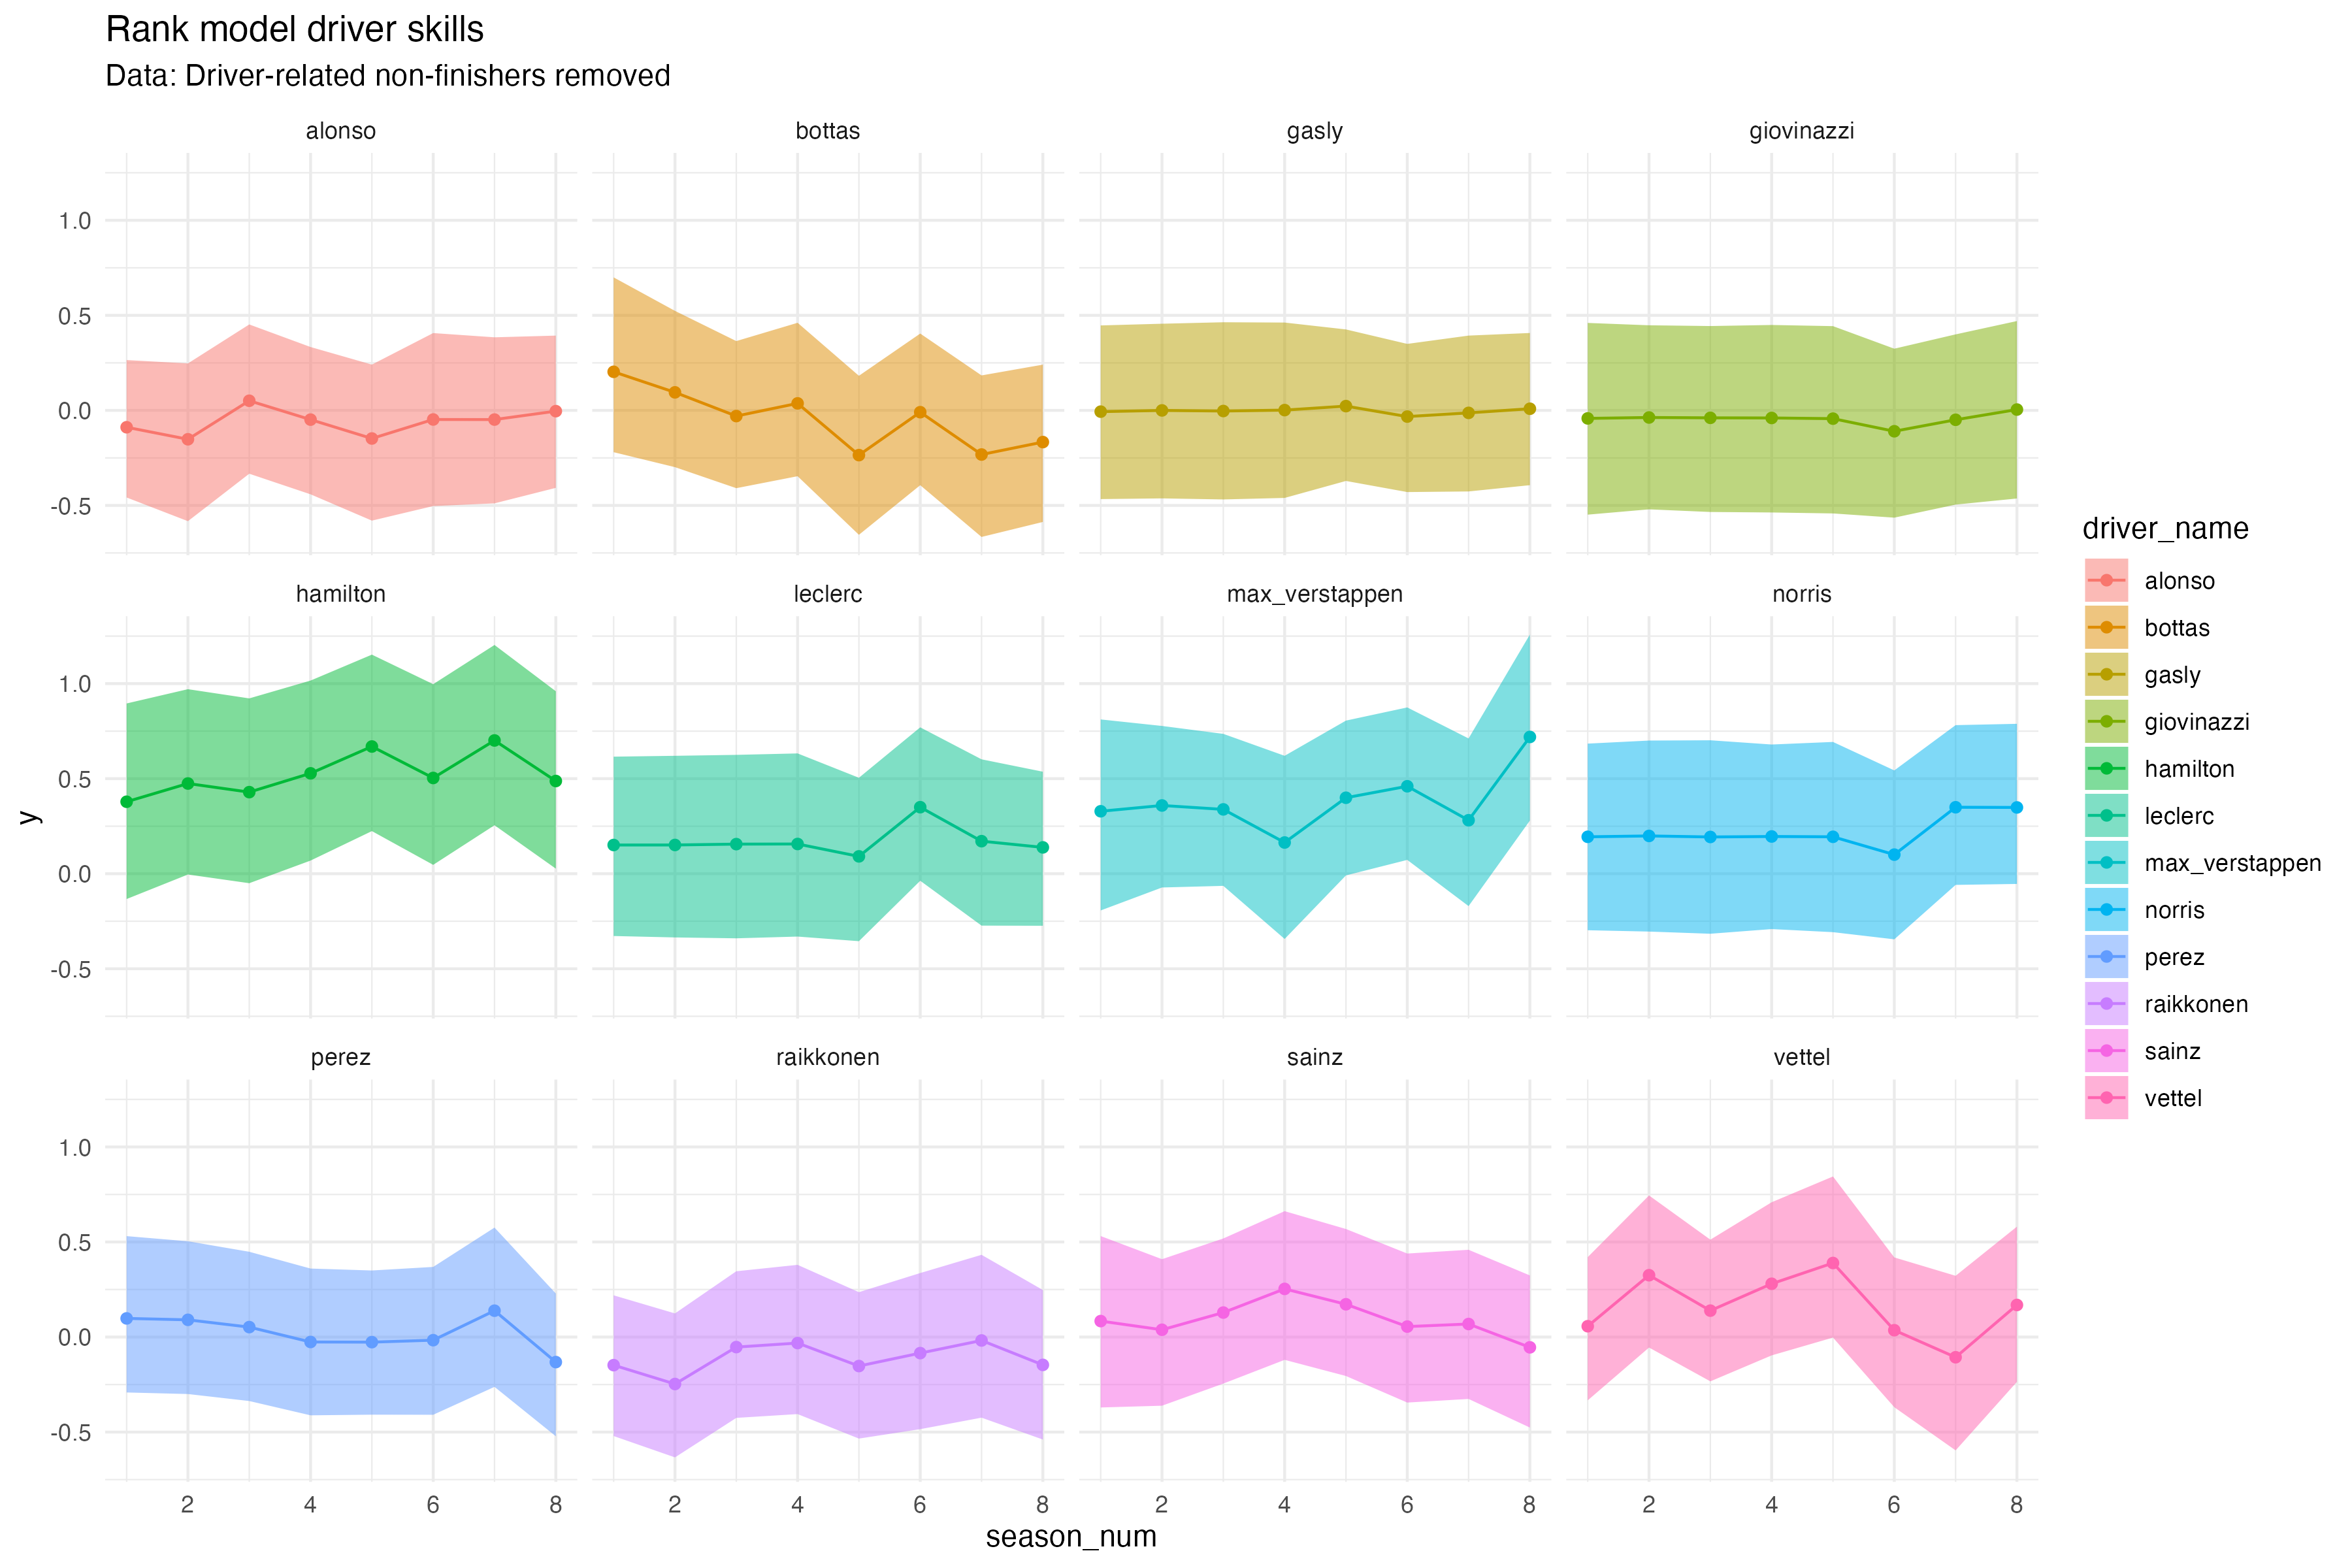 Rank model driver skills
Data: Driver-related non-finishers removed
alonso bottas gasly giovinazzi
1.0
0.5
0.0
-0.5
hamilton leclerc max_verstappen norris
1.0
0.5
0.0
-0.5
perez raikkonen sainz vettel
1.0
0.5
0.0
-0.5
2 4 6 8 2 4 6 8 2 4 6 8 2 4 6 8
season_num
y
driver_name
alonso
bottas
gasly
giovinazzi
hamilton
leclerc
max_verstappen
norris
perez
raikkonen
sainz
vettel